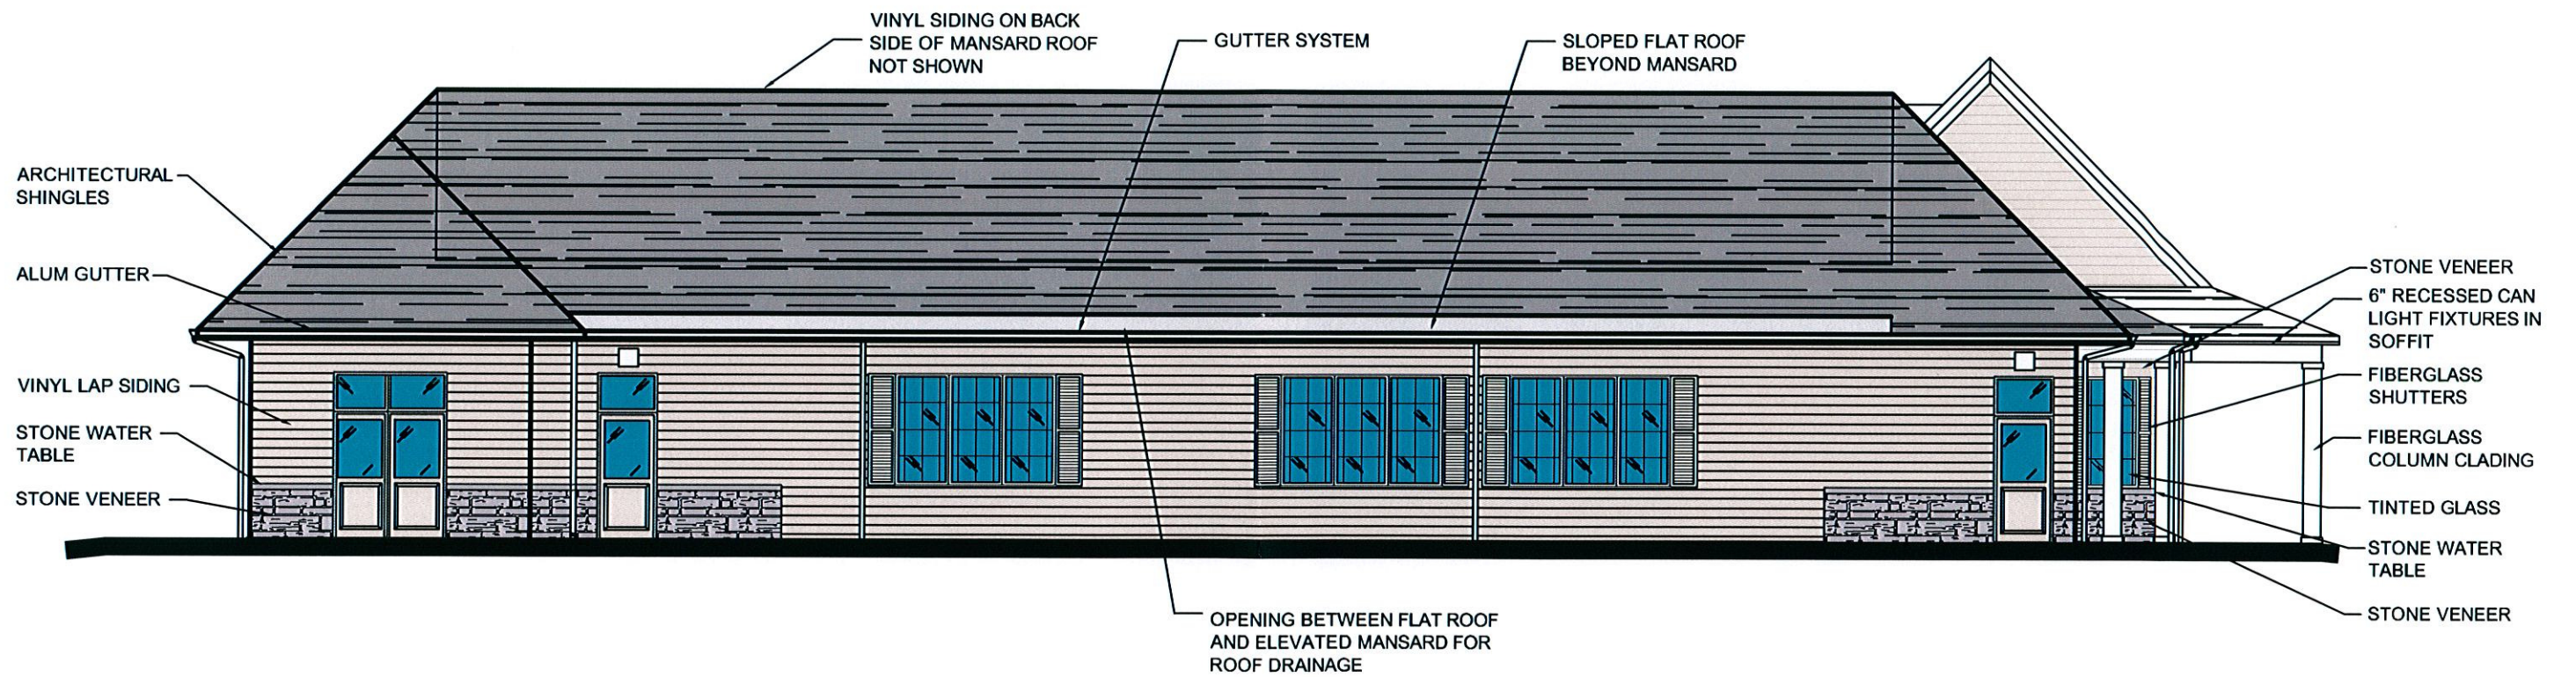 VINYL SIDING ON BACK
SIDE OF MANSARD ROOF
NOT SHOWN
GUTTER SYSTEM
SLOPED FLAT ROOF
BEYOND MANSARD
ARCHITECTURAL
SHINGLES
ALUM GUTTER
VINYL LAP SIDING
STONE WATER
TABLE
STONE VENEER
STONE VENEER
6" RECESSED CAN
LIGHT FIXTURES IN
SOFFIT
FIBERGLASS
SHUTTERS
FIBERGLASS
COLUMN CLADING
TINTED GLASS
STONE WATER
TABLE
STONE VENEER
OPENING BETWEEN FLAT ROOF
AND ELEVATED MANSARD FOR
ROOF DRAINAGE